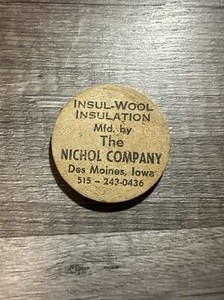 INSUL-WOOL
INSULATION
Mfd. by
The
NICHOL COMPANY
Des Moines, Iowa
515 - 243-0436